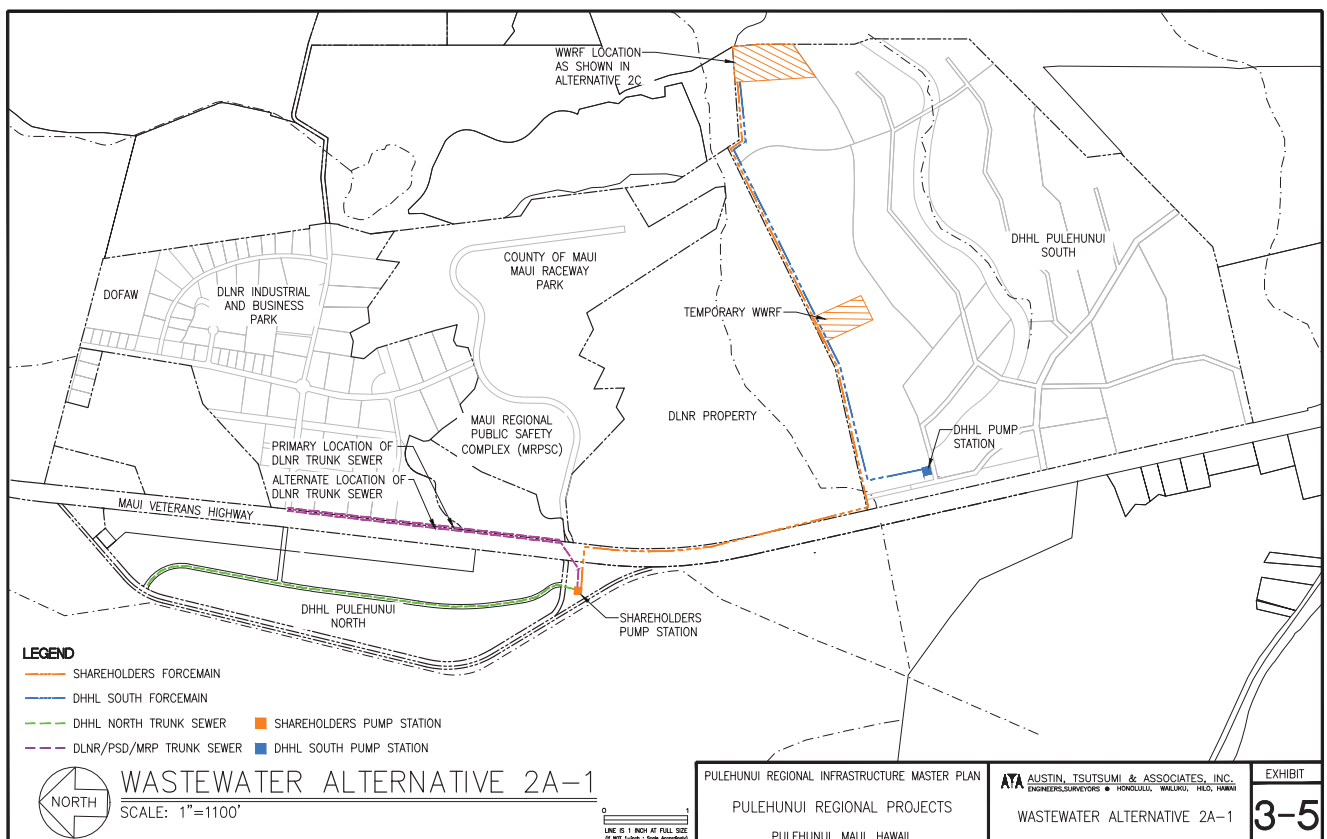 WWRF LOCATION
AS SHOWN IN
ALTERNATIVE 2C
DHHL PULEHUNUI
SOUTH
COUNTY OF MAUI
MAUI RACEWAY
PARK
DOFAW
DLNR INDUSTRIAL
AND BUSINESS
PARK
TEMPORARY WWRF
DLNR PROPERTY
MAUI REGIONAL
PUBLIC SAFETY
COMPLEX (MRPSC)
DHHL PUMP
STATION
PRIMARY LOCATION OF
DLNR TRUNK SEWER
ALTERNATE LOCATION OF
DLNR TRUNK SEWER
MAUI VETERANS HIGHWAY
DHHL PULEHUNUI
NORTH
SHAREHOLDERS
PUMP STATION
LEGEND
SHAREHOLDERS FORCEMAIN
DHHL SOUTH FORCEMAIN
DHHL NORTH TRUNK SEWER
SHAREHOLDERS PUMP STATION
DLNR/PSD/MRP TRUNK SEWER
DHHL SOUTH PUMP STATION
NORTH
WASTEWATER ALTERNATIVE 2A-1
SCALE: 1"=1100'
0 1
LINE IS 1 INCH AT FULL SIZE
(IF NOT 1-inch : Scale Accordingly)
PULEHUNUI REGIONAL INFRASTRUCTURE MASTER PLAN
PULEHUNUI REGIONAL PROJECTS
PULEHUNUI, MAUI, HAWAII
ATA AUSTIN, TSUTSUMI & ASSOCIATES, INC.
ENGINEERS,SURVEYORS ● HONOLULU, WAILUKU, HILO, HAWAII
WASTEWATER ALTERNATIVE 2A-1
EXHIBIT
3-5